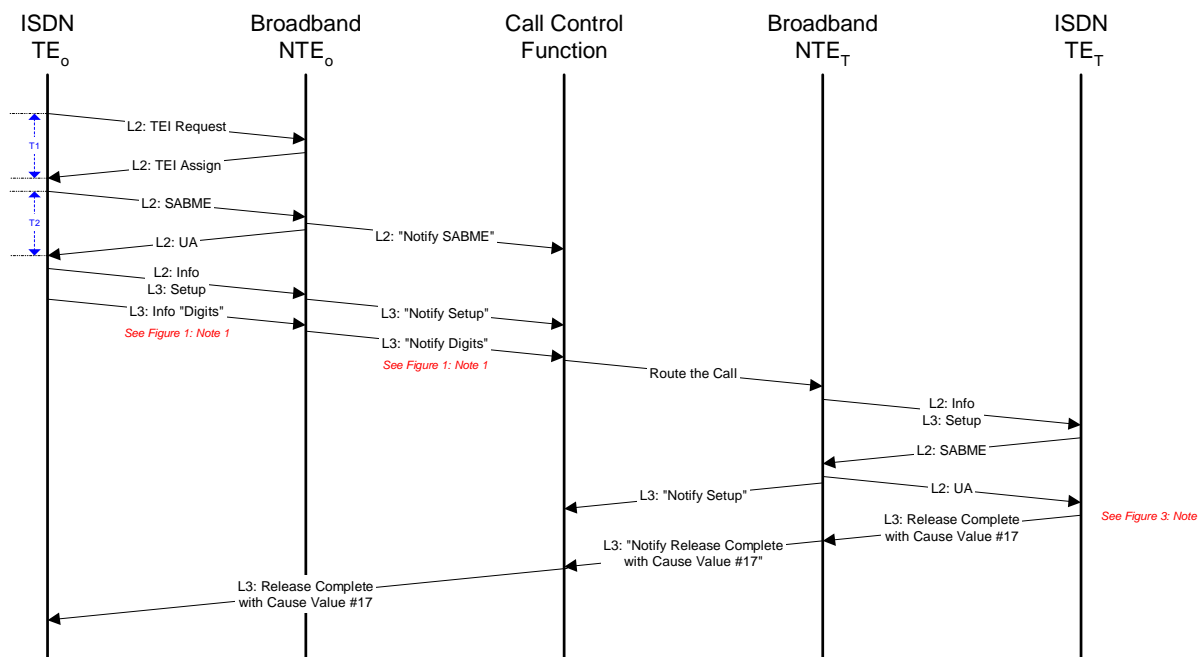 ISDN
TEo
Broadband
NTEo
Call Control
Function
Broadband
NTET
ISDN
TET
L2: TEI Request
T1
L2: TEI Assign
L2: SABME
T2
L2: UA
L2: "Notify SABME"
L2: Info
L3: Setup
L3: Info "Digits"
L3: "Notify Setup"
See Figure 1: Note 1
L3: "Notify Digits"
See Figure 1: Note 1
Route the Call
L2: Info
L3: Setup
L2: SABME
L2: UA
L3: "Notify Setup"
See Figure 3: Note
L3: Release Complete
with Cause Value #17
L3: "Notify Release Complete
with Cause Value #17"
L3: Release Complete
with Cause Value #17